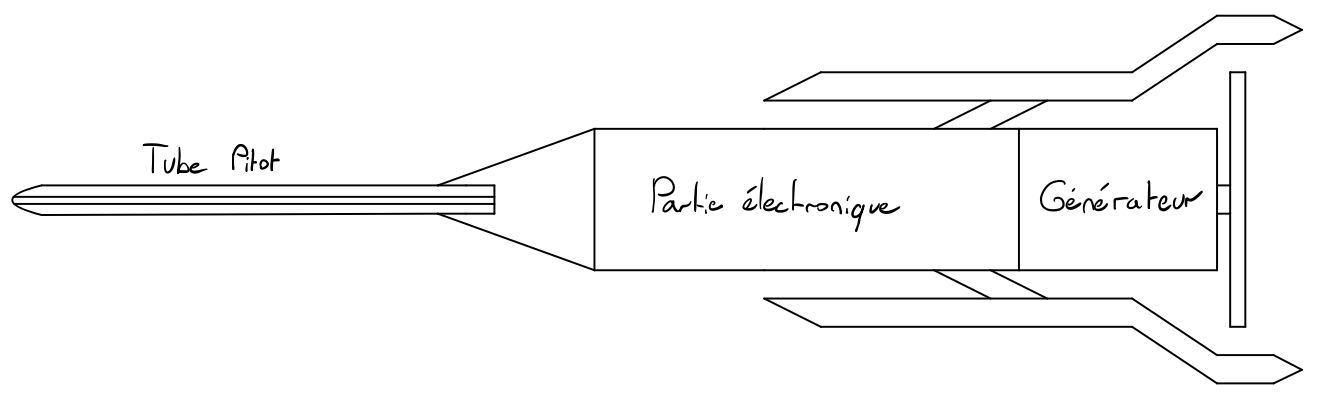 Tube Pitot
Partie électronique
Générateur